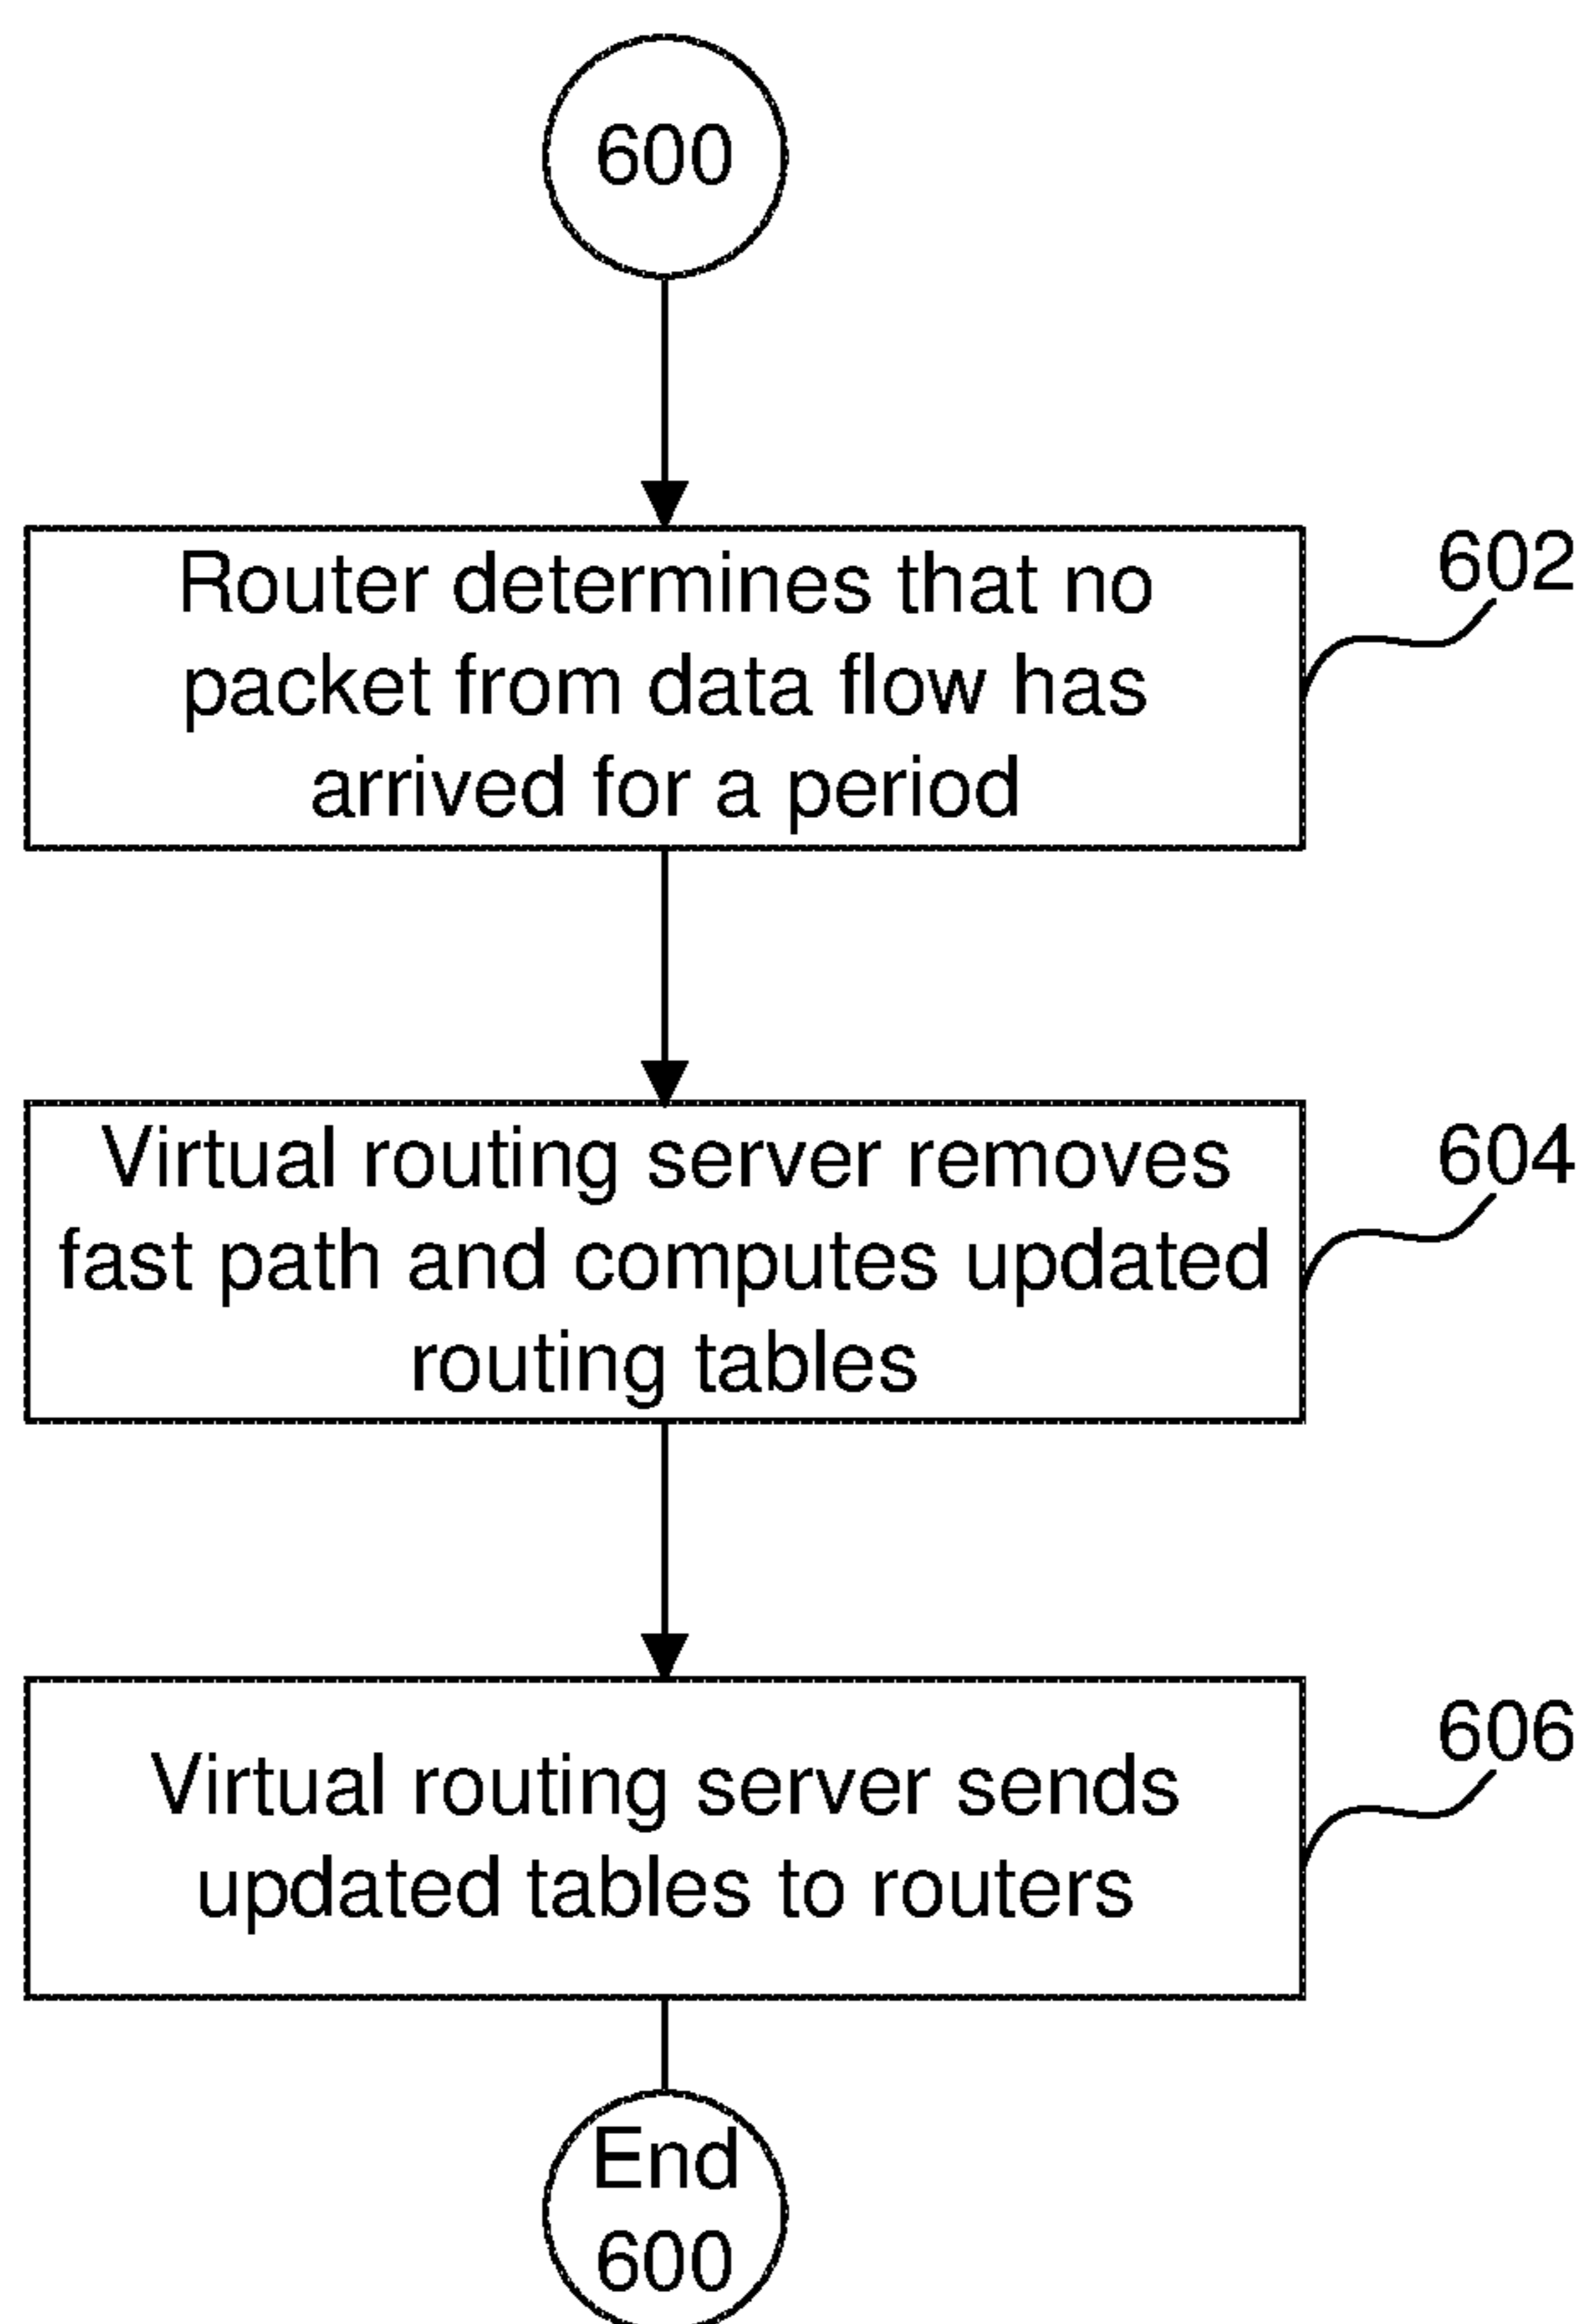 600
Router determines that no
packet from data flow has
arrived for a period
602
Virtual routing server removes
fast path and computes updated
routing tables
604
Virtual routing server sends
updated tables to routers
606
End
600